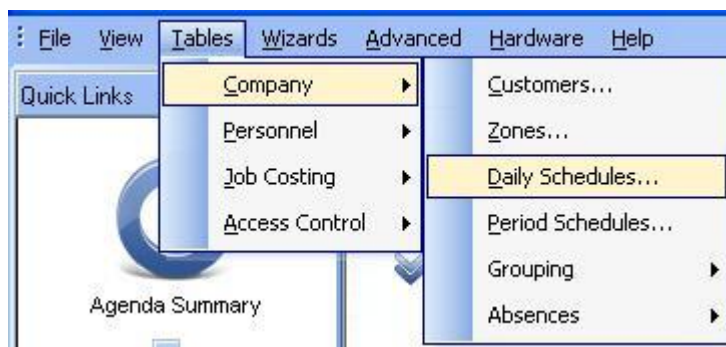 File View Tables Wizards Advanced Hardware Help
Quick Links
Company
Personnel
Job Costing
Access Control
Customers...
Zones...
Daily Schedules...
Period Schedules...
Grouping
Absences
Agenda Summary